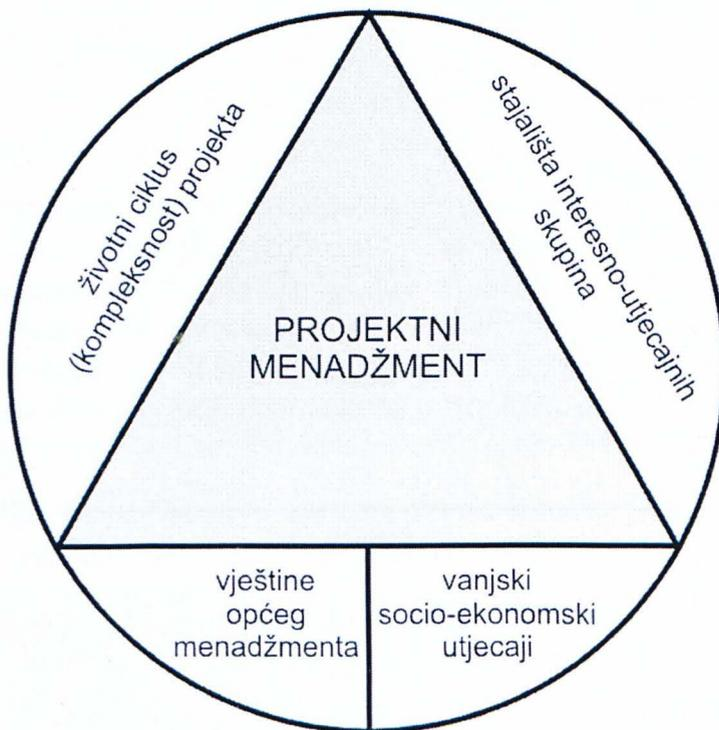 životni ciklus
(kompleksnost) projekta
stajališta interesno-utjecajnih
skupina
PROJEKTNI
MENADŽMENT
vještine
općeg
menadžmenta
vanjski
socio-ekonomski
utjecaji